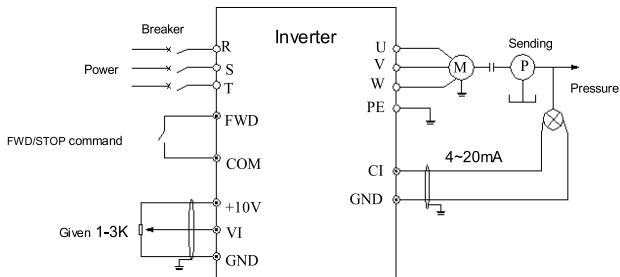 Breaker
Inverter
Sending
R
S
T
Power
U
V
W
M
P
Pressure
PE
FWD
FWD/STOP command
COM
CI
4~20mA
GND
+10V
Given 1-3K
VI
GND